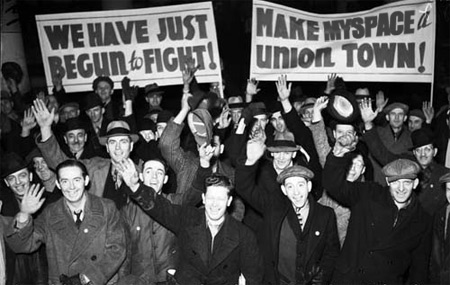 WE HAVE JUST
BEGUN to FIGHT!
MAKE MYSPACE a
UNION TOWN!